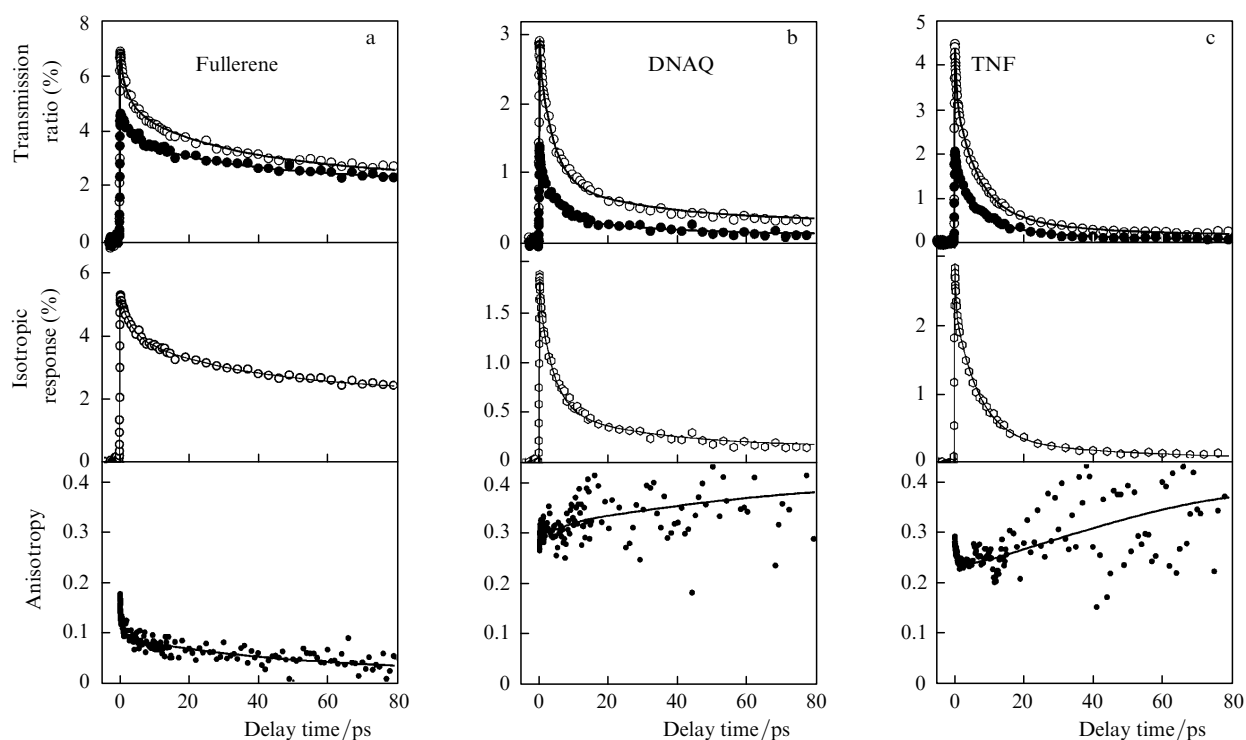 a
b
c
Fullerene
DNAQ
TNF
Transmission
ratio (%)
8
6
4
2
0
3
2
1
0
5
4
3
2
1
0
Isotropic
response (%)
6
4
2
0
1.5
1.0
0.5
0
2
1
0
Anisotropy
0.4
0.3
0.2
0.1
0
0.4
0.3
0.2
0.1
0
0.4
0.3
0.2
0.1
0
0 20 40 60 80
0 20 40 60 80
0 20 40 60 80
Delay time/ps
Delay time/ps
Delay time/ps